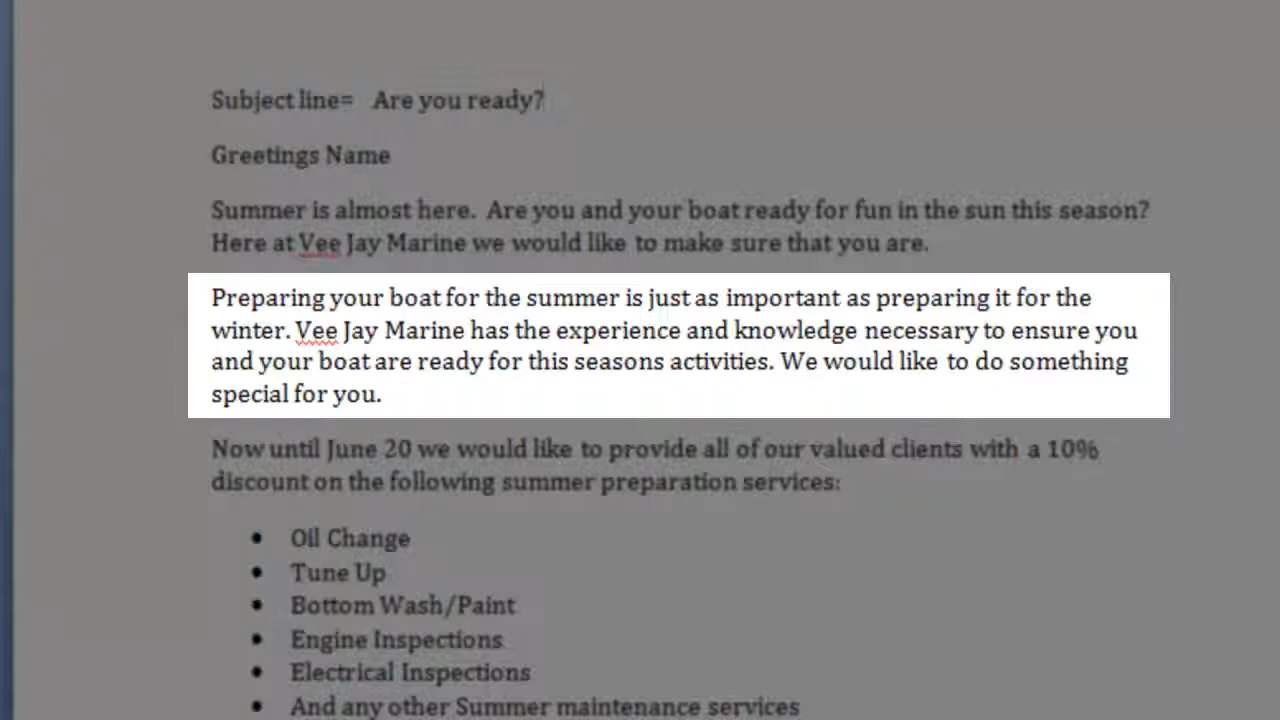 Subject line= Are you ready?
Greetings Name
Summer is almost here. Are you and your boat ready for fun in the sun this season?
Here at Vee Jay Marine we would like to make sure that you are.
Preparing your boat for the summer is just as important as preparing it for the
winter. Vee Jay Marine has the experience and knowledge necessary to ensure you
and your boat are ready for this seasons activities. We would like to do something
special for you.
Now until June 20 we would like to provide all of our valued clients with a 10%
discount on the following summer preparation services:
• Oil Change
• Tune Up
• Bottom Wash/Paint
• Engine Inspections
• Electrical Inspections
• And any other Summer maintenance services